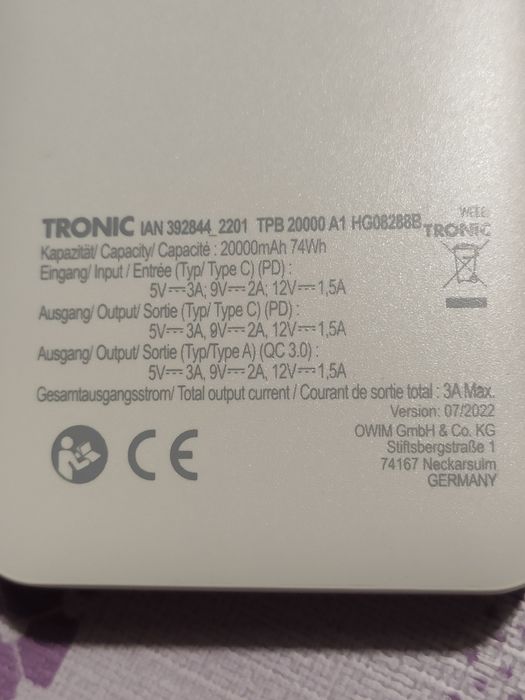 TRONIC IAN 392844_2201 TPB 20000 A1 HG08288B
WEEE
TRONIC
Kapazität/ Capacity/ Capacité : 20000mAh 74Wh
Eingang/ Input / Entrée (Typ/ Type C) (PD) :
5V⎓3A; 9V⎓2A; 12V⎓1,5A
Ausgang/ Output/ Sortie (Typ/ Type C) (PD) :
5V⎓3A, 9V⎓2A, 12V⎓1,5A
Ausgang/ Output/ Sortie (Typ/Type A) (QC 3.0) :
5V⎓3A, 9V⎓2A, 12V⎓1,5A
Gesamtausgangsstrom/ Total output current / Courant de sortie total : 3A Max.
Version: 07/2022
OWIM GmbH & Co. KG
Stiftsbergstraße 1
74167 Neckarsulm
GERMANY
CE